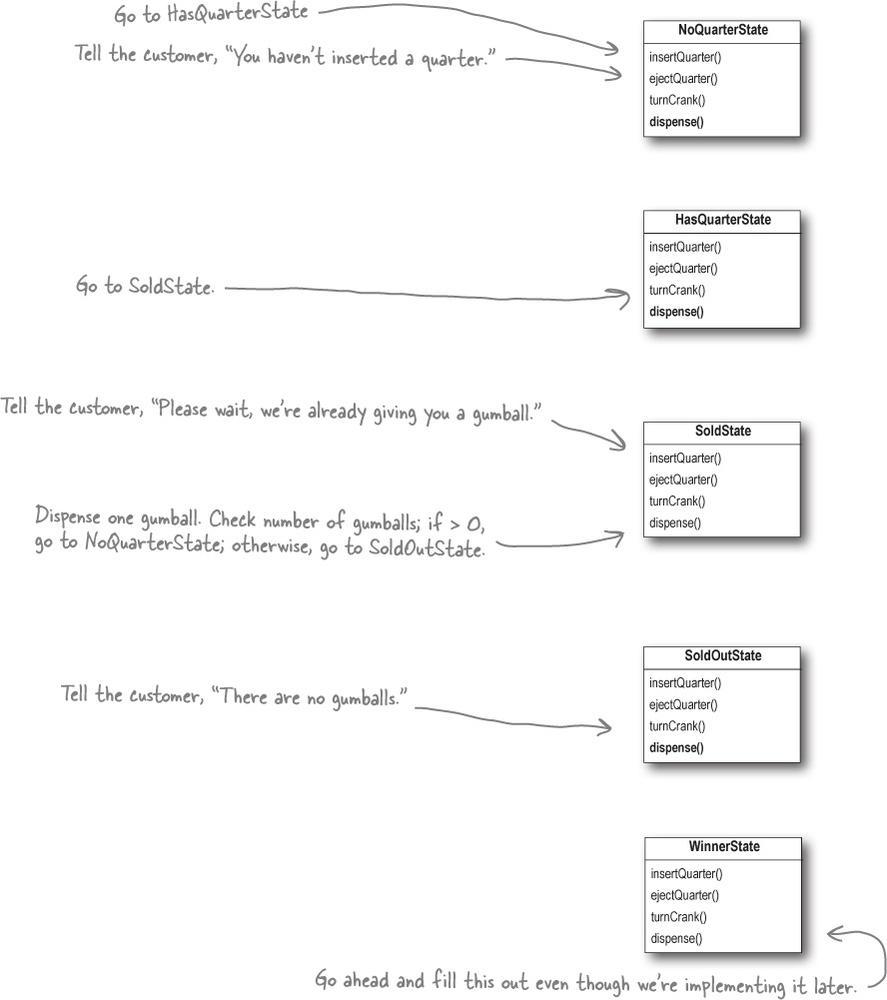 Go to HasQuarterState
Tell the customer, “You haven’t inserted a quarter.”
NoQuarterState
insertQuarter()
ejectQuarter()
turnCrank()
dispense()
HasQuarterState
insertQuarter()
ejectQuarter()
Go to SoldState.
turnCrank()
dispense()
Tell the customer, “Please wait, we’re already giving you a gumball.”
SoldState
insertQuarter()
ejectQuarter()
turnCrank()
dispense()
Dispense one gumball. Check number of gumballs; if > 0,
go to NoQuarterState; otherwise, go to SoldOutState.
SoldOutState
insertQuarter()
ejectQuarter()
turnCrank()
dispense()
Tell the customer, “There are no gumballs.”
WinnerState
insertQuarter()
ejectQuarter()
turnCrank()
dispense()
Go ahead and fill this out even though we’re implementing it later.